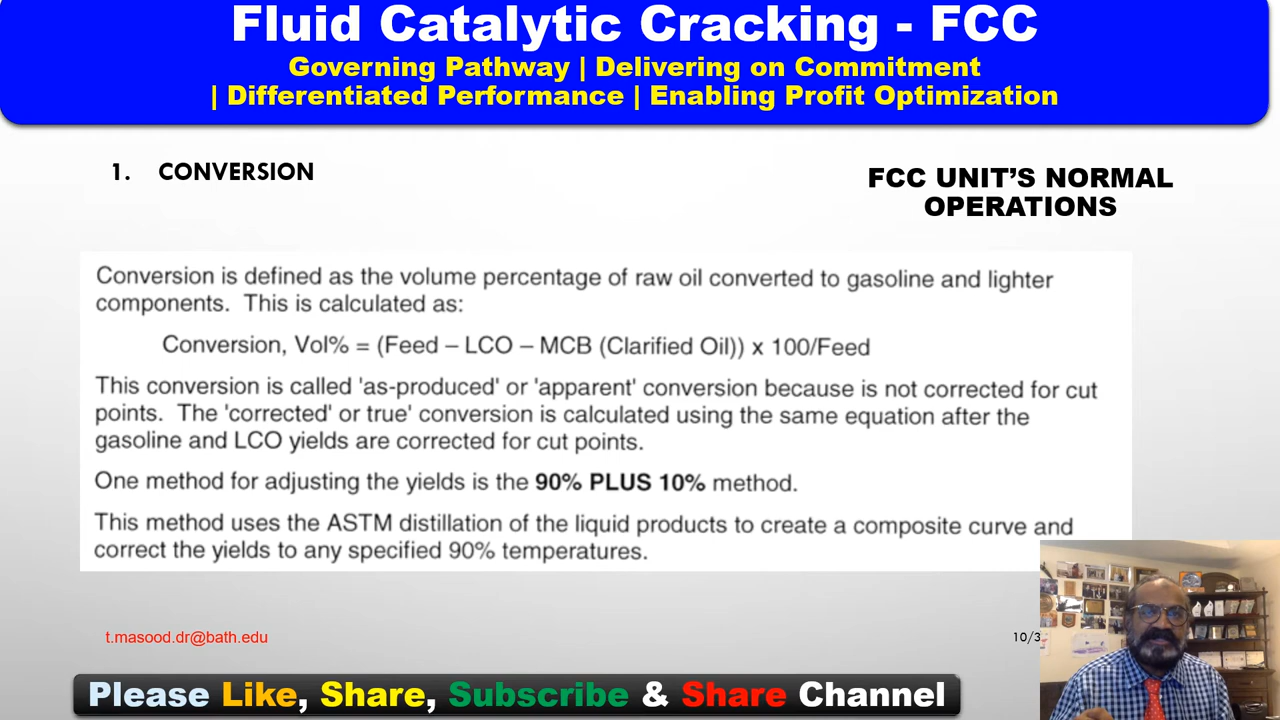 Fluid Catalytic Cracking - FCC
Governing Pathway | Delivering on Commitment
| Differentiated Performance | Enabling Profit Optimization
1. CONVERSION
FCC UNIT’S NORMAL
OPERATIONS
Conversion is defined as the volume percentage of raw oil converted to gasoline and lighter
components. This is calculated as:
Conversion, Vol% = (Feed – LCO – MCB (Clarified Oil)) x 100/Feed
This conversion is called 'as-produced' or 'apparent' conversion because is not corrected for cut
points. The 'corrected' or true' conversion is calculated using the same equation after the
gasoline and LCO yields are corrected for cut points.
One method for adjusting the yields is the 90% PLUS 10% method.
This method uses the ASTM distillation of the liquid products to create a composite curve and
correct the yields to any specified 90% temperatures.
t.masood.dr@bath.edu
10/3
Please Like, Share, Subscribe & Share Channel